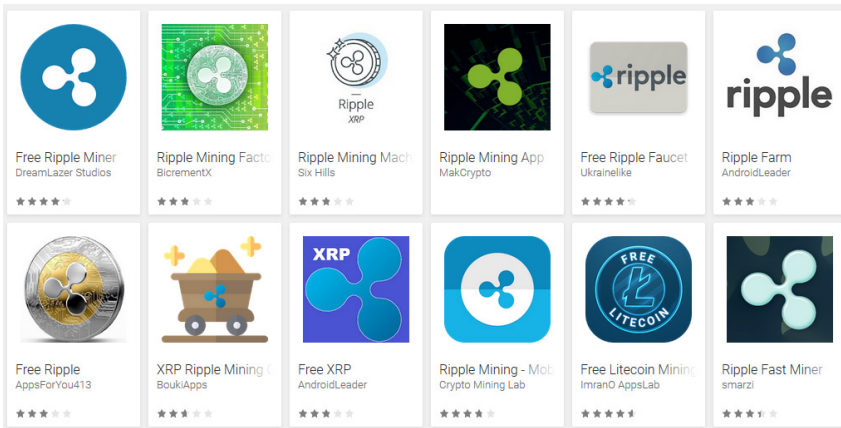 Ripple
XRP
ripple
ripple
Free Ripple Miner
DreamLazer Studios
Ripple Mining Facto
BicrementX
Ripple Mining Mach
Six Hills
Ripple Mining App
MakCrypto
Free Ripple Faucet
Ukrainelike
Ripple Farm
AndroidLeader
XRP
FREE
LITECOIN
Free Ripple
AppsForYou413
XRP Ripple Mining
BoukiApps
Free XRP
AndroidLeader
Ripple Mining - Mob
Crypto Mining Lab
Free Litecoin Mining
ImranO AppsLab
Ripple Fast Miner
smarzi